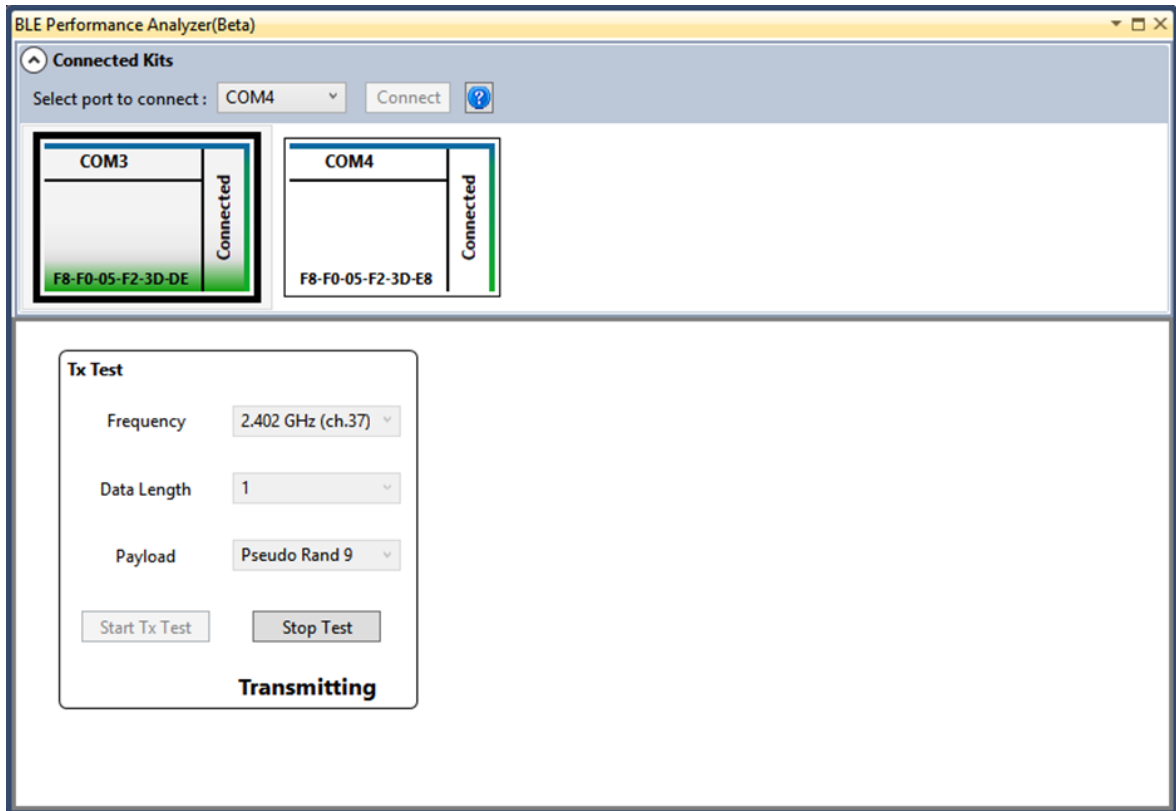 BLE Performance Analyzer(Beta)
Connected Kits
Select port to connect : COM4 Connect ?
COM3
Connected
F8-F0-05-F2-3D-DE
COM4
Connected
F8-F0-05-F2-3D-E8
Tx Test
Frequency 2.402 GHz (ch.37)
Data Length 1
Payload Pseudo Rand 9
Start Tx Test Stop Test
Transmitting